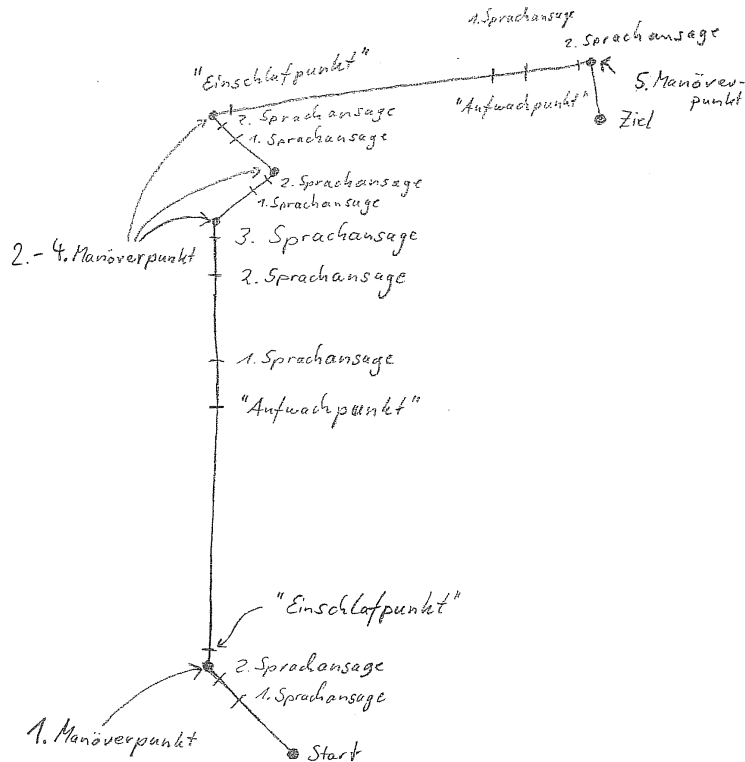 1. Sprachansage
2. Sprachansage
"Einschlafpunkt"
5. Manöver-
punkt
"Aufwachpunkt"
Ziel
2. Sprachansage
1. Sprachansage
2. Sprachansage
1. Sprachansage
2.- 4. Manöverpunkt
3. Sprachansage
2. Sprachansage
1. Sprachansage
"Aufwachpunkt"
"Einschlafpunkt"
2. Sprachansage
1. Sprachansage
1. Manöverpunkt
Start